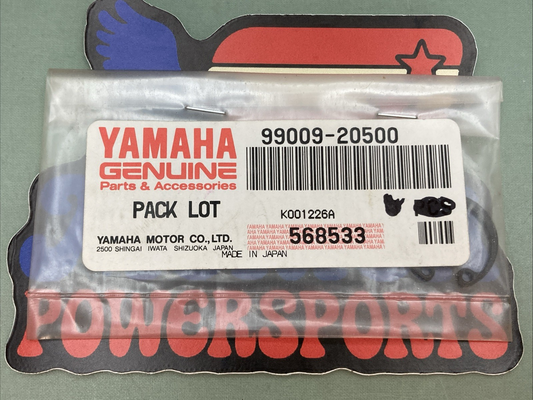 YAMAHA
GENUINE
Parts & Accessories
99009-20500
PACK LOT
K001226A
YAMAHA MOTOR CO.,LTD.
2500 SHINGAI IWATA SHIZUOKA JAPAN
MADE IN JAPAN
568533
POWERSPORTS